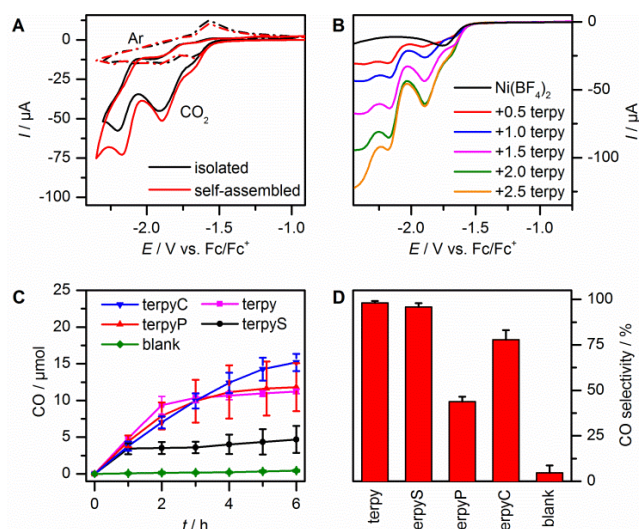 A
Ar
CO2
isolated
self-assembled
I / µA
0
-25
-50
-75
-100
-2.0
-1.5
-1.0
E / V vs. Fc/Fc+
B
Ni(BF4)2
+0.5 terpy
+1.0 terpy
+1.5 terpy
+2.0 terpy
+2.5 terpy
0
-50
-100
I / µA
-2.0
-1.5
-1.0
E / V vs. Fc/Fc+
C
terpyC
terpy
terpyP
terpyS
blank
CO / µmol
25
20
15
10
5
0
0
2
4
6
t / h
D
100
75
50
25
0
CO selectivity / %
terpy
erpyS
erpyP
erpyC
blank